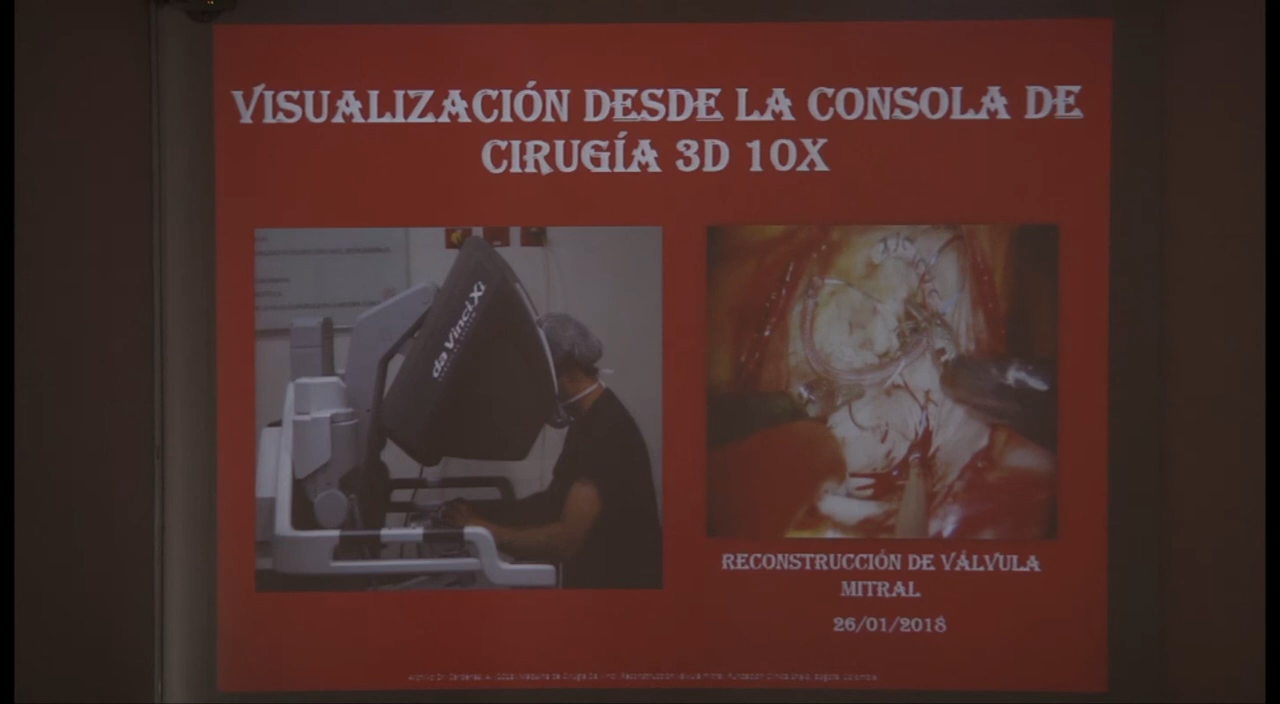 VISUALIZACIÓN DESDE LA CONSOLA DE
CIRUGÍA 3D 10X
da Vinci Xi
RECONSTRUCCIÓN DE VÁLVULA
MITRAL
26/01/2018